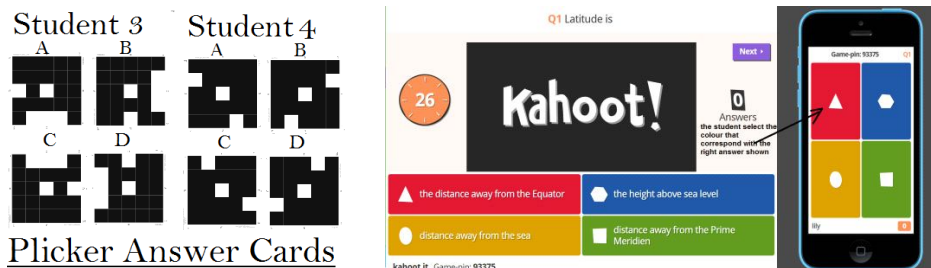 Student 3
Student 4
A
B
A
B
C
D
C
D
Plicker Answer Cards
Q1 Latitude is
Next ›
26
Kahoot!
0
Answers
the student select the
colour that
correspond with the
right answer shown
the distance away from the Equator
the height above sea level
distance away from the sea
distance away from the Prime
Meridien
kahoot.it Game-pin: 93375
Game-pin: 93375
Q1
lily
0